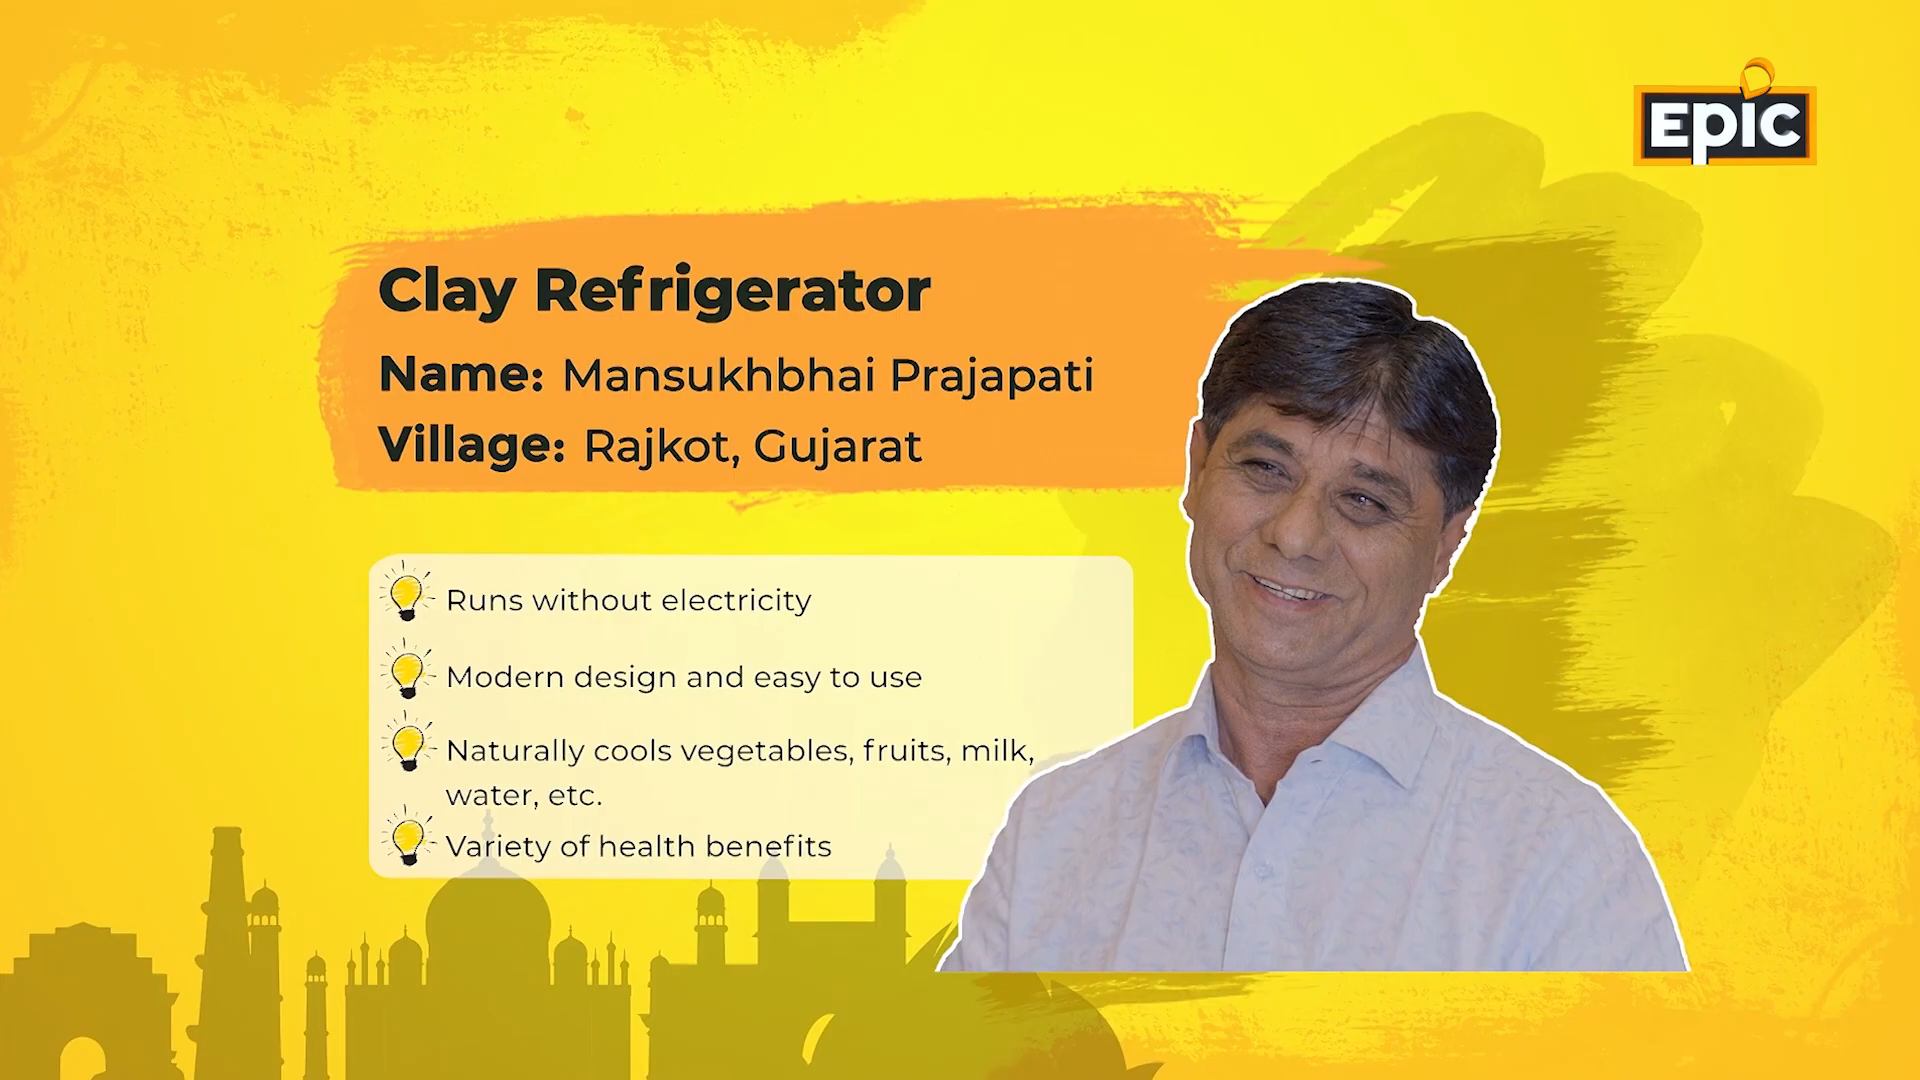 EPIC
Clay Refrigerator
Name: Mansukhbhai Prajapati
Village: Rajkot, Gujarat
Runs without electricity
Modern design and easy to use
Naturally cools vegetables, fruits, milk,
water, etc.
Variety of health benefits